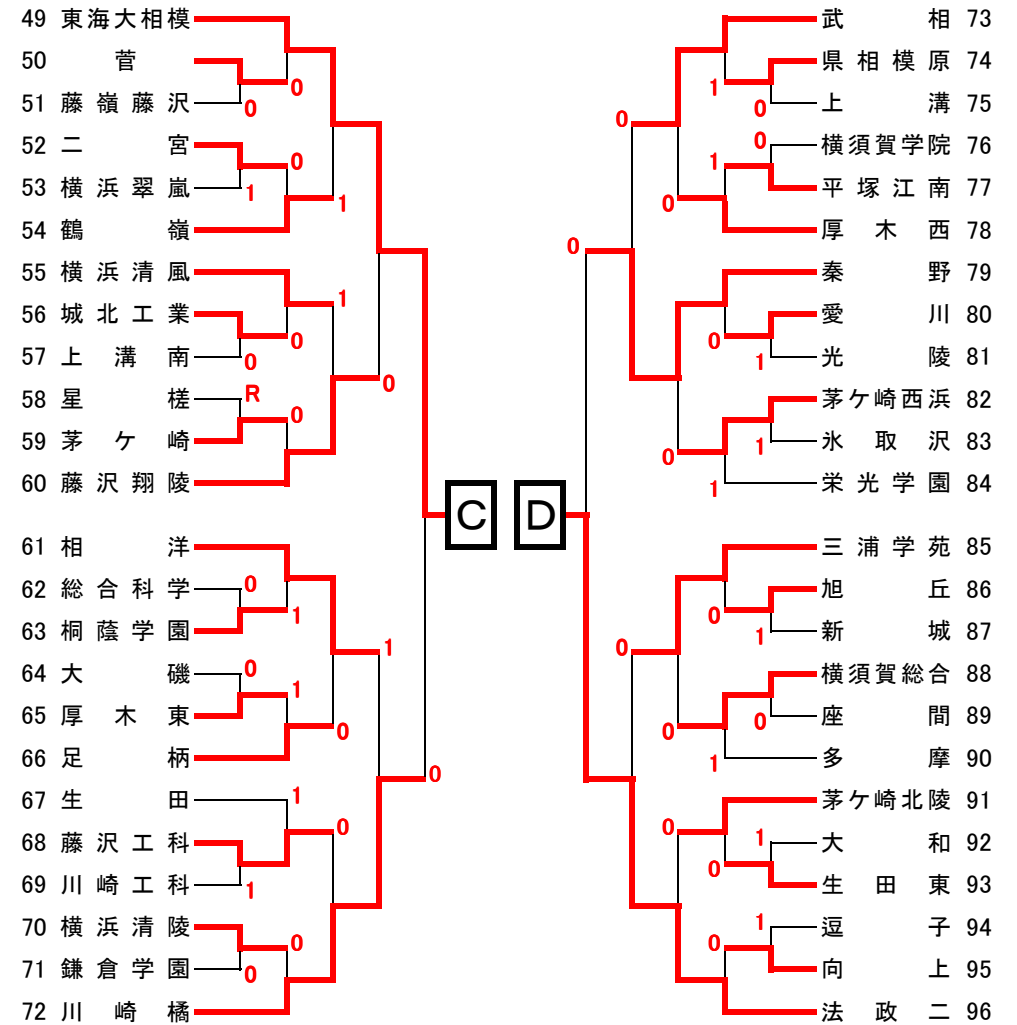 49 東海大相模
50 菅
0
51 藤嶺藤沢
0
52 二宮
0
53 横浜翠嵐
1
1
54 鶴嶺
55 横浜清風
1
56 城北工業
0
57 上溝南
0
0
58 星槎
R
0
59 茅ケ崎
60 藤沢翔陵
C
61 相洋
62 総合科学
0
1
63 桐蔭学園
1
64 大磯
0
1
65 厚木東
0
66 足柄
0
67 生田
1
0
68 藤沢工科
69 川崎工科
1
70 横浜清陵
0
71 鎌倉学園
0
72 川崎橘
武相 73
1
県相模原 74
0
上溝 75
0
0
横須賀学院 76
1
平塚江南 77
0
厚木西 78
0
秦野 79
愛川 80
0
光陵 81
1
茅ケ崎西浜 82
氷取沢 83
1
0
栄光学園 84
1
D
三浦学苑 85
旭丘 86
0
新城 87
1
0
横須賀総合 88
座間 89
0
0
多摩 90
1
茅ケ崎北陵 91
0
大和 92
1
0
生田東 93
逗子 94
1
0
向上 95
法政二 96